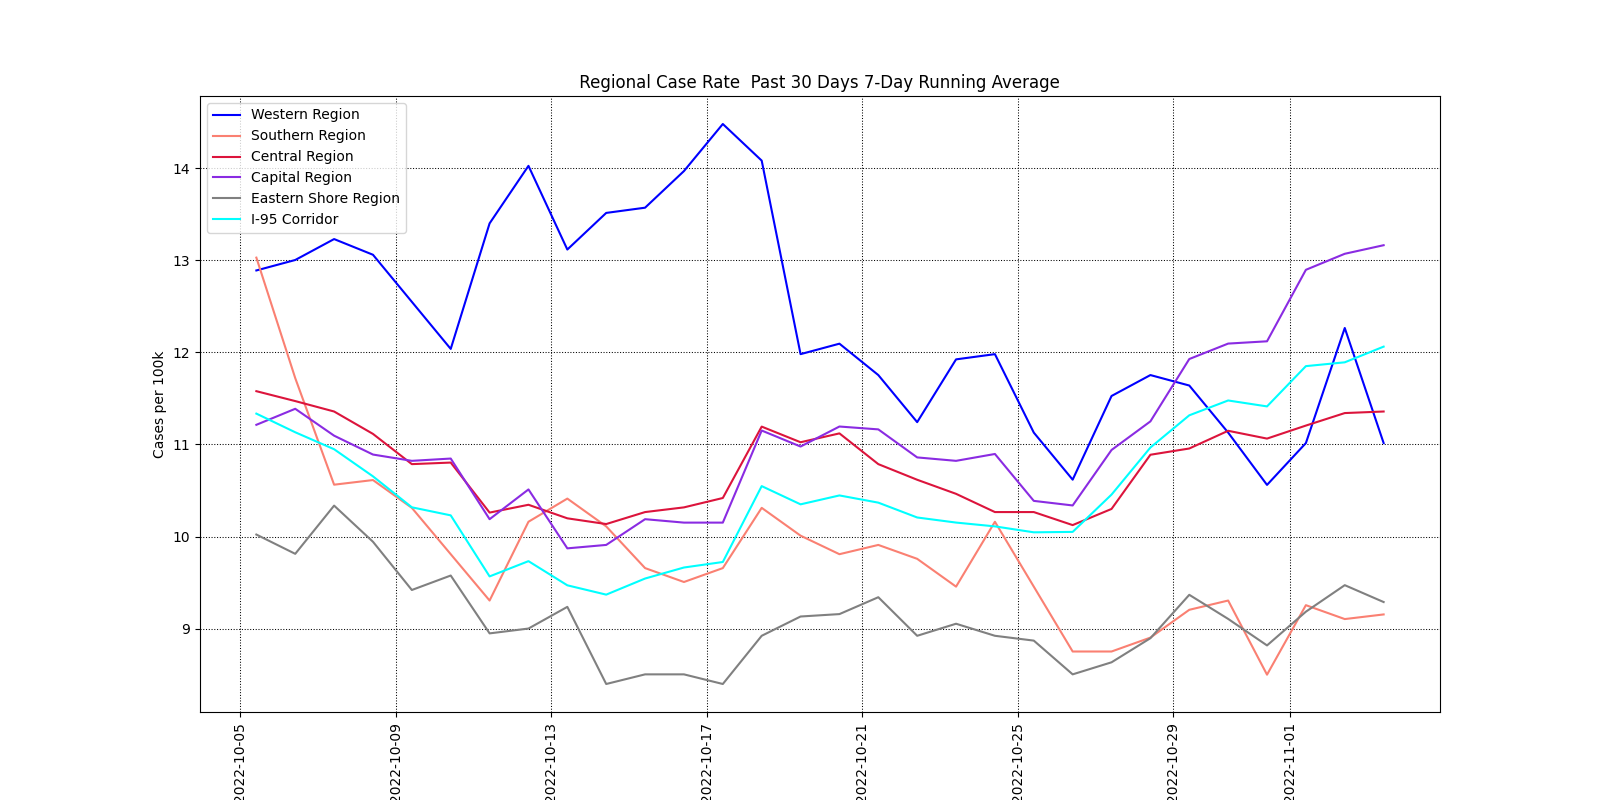 Regional Case Rate  Past 30 Days 7-Day Running Average
Western Region
Southern Region
Central Region
Capital Region
Eastern Shore Region
I-95 Corridor
Cases per 100k
14
13
12
11
10
9
2022-10-05
2022-10-09
2022-10-13
2022-10-17
2022-10-21
2022-10-25
2022-10-29
2022-11-01